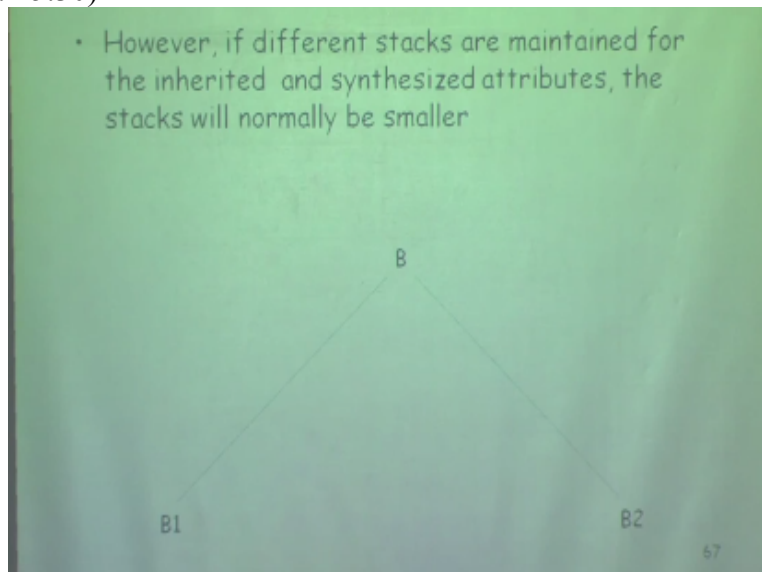 • However, if different stacks are maintained for
the inherited and synthesized attributes, the
stacks will normally be smaller
B
B1
B2
67